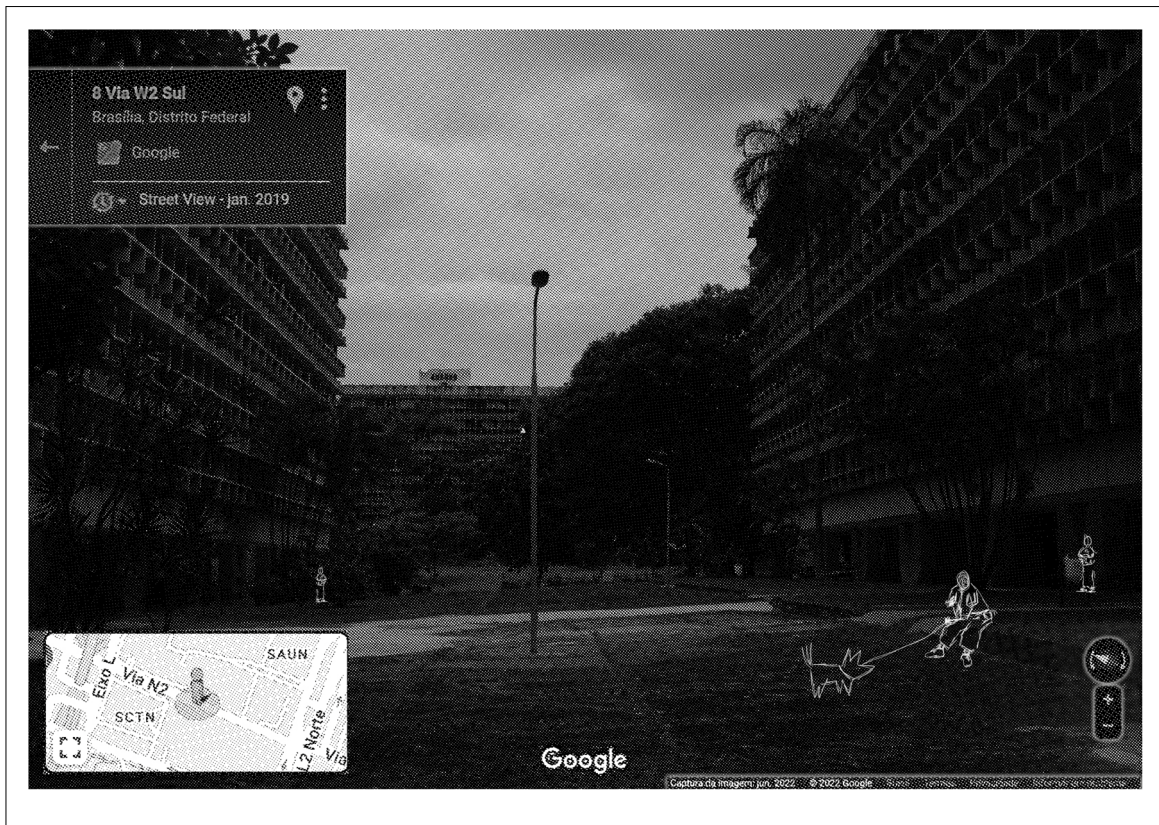 8 Via W2 Sul
Brasília, Distrito Federal
Google
Street View - jan. 2019
SAUN
Eixo L
Via N2
SCTN
L2 Norte
Via
Google
Captura da imagem: jun. 2022 © 2022 Google